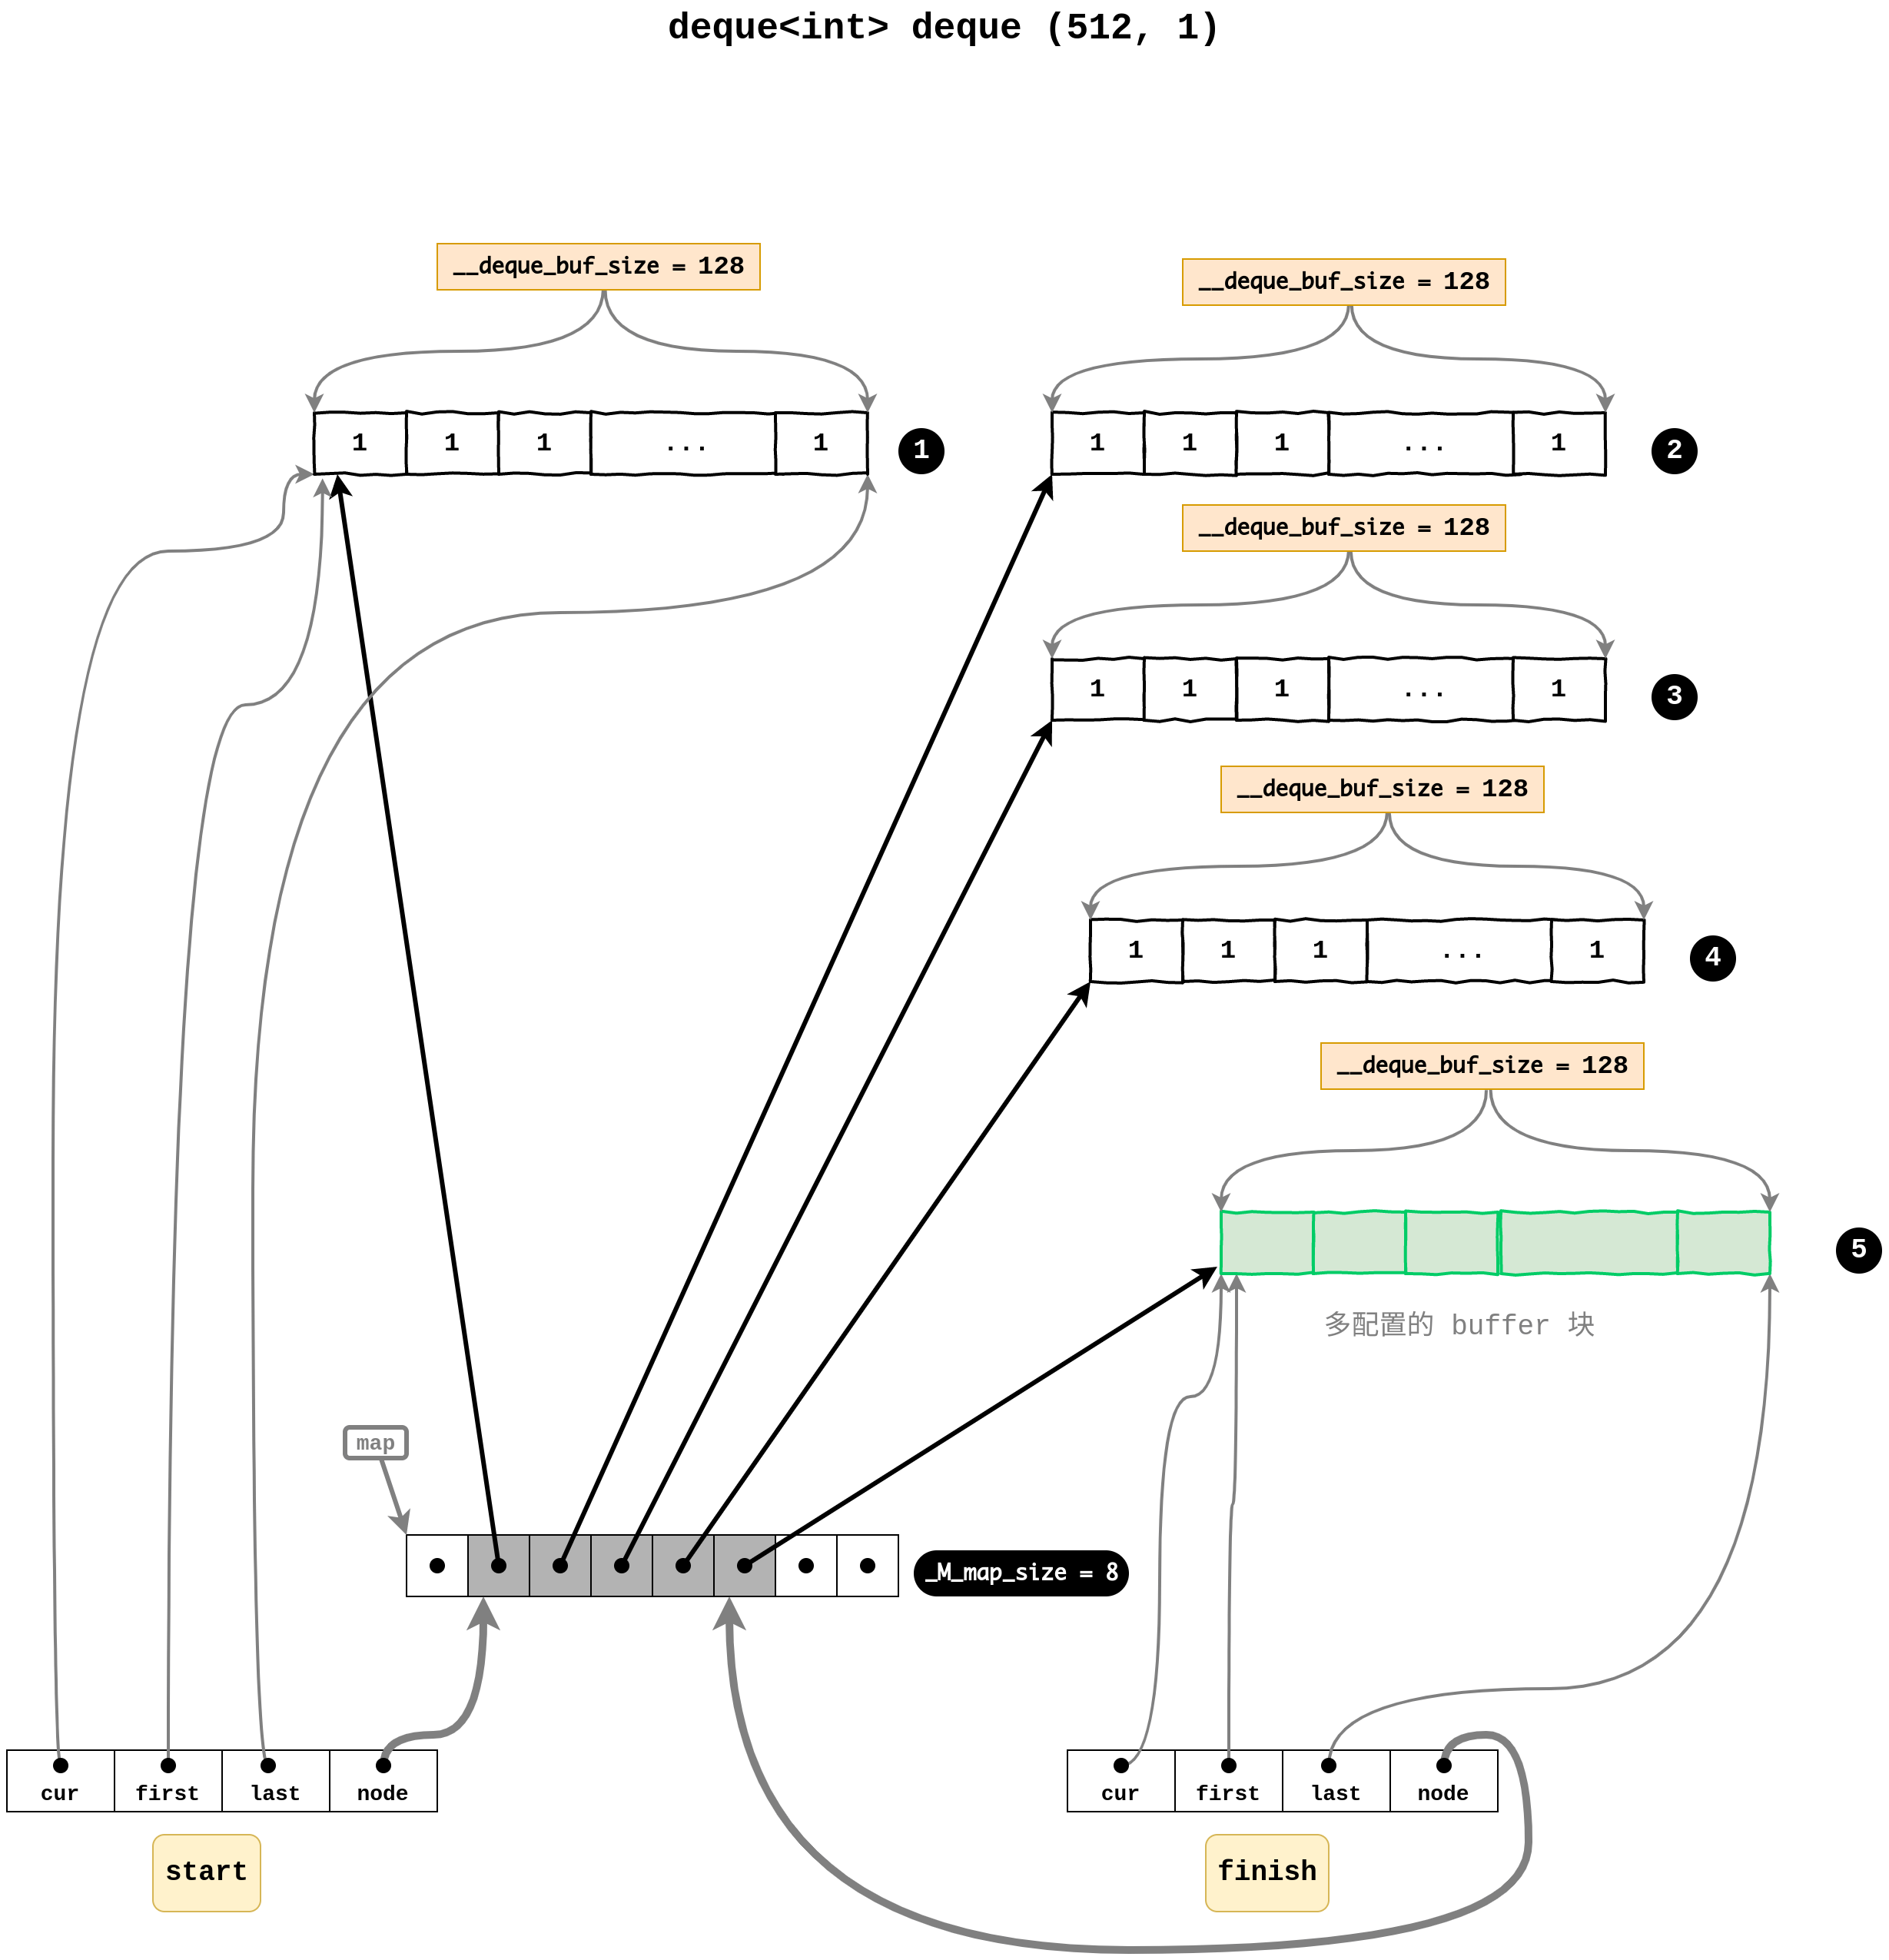 deque<int> deque (512, 1)
__deque_buf_size = 128
__deque_buf_size = 128
1 1 1 ... 1
1
1 1 1 ... 1
2
__deque_buf_size = 128
1 1 1 ... 1
3
__deque_buf_size = 128
1 1 1 ... 1
4
__deque_buf_size = 128
5
多配置的 buffer 块
map
_M_map_size = 8
cur first last node
cur first last node
start
finish